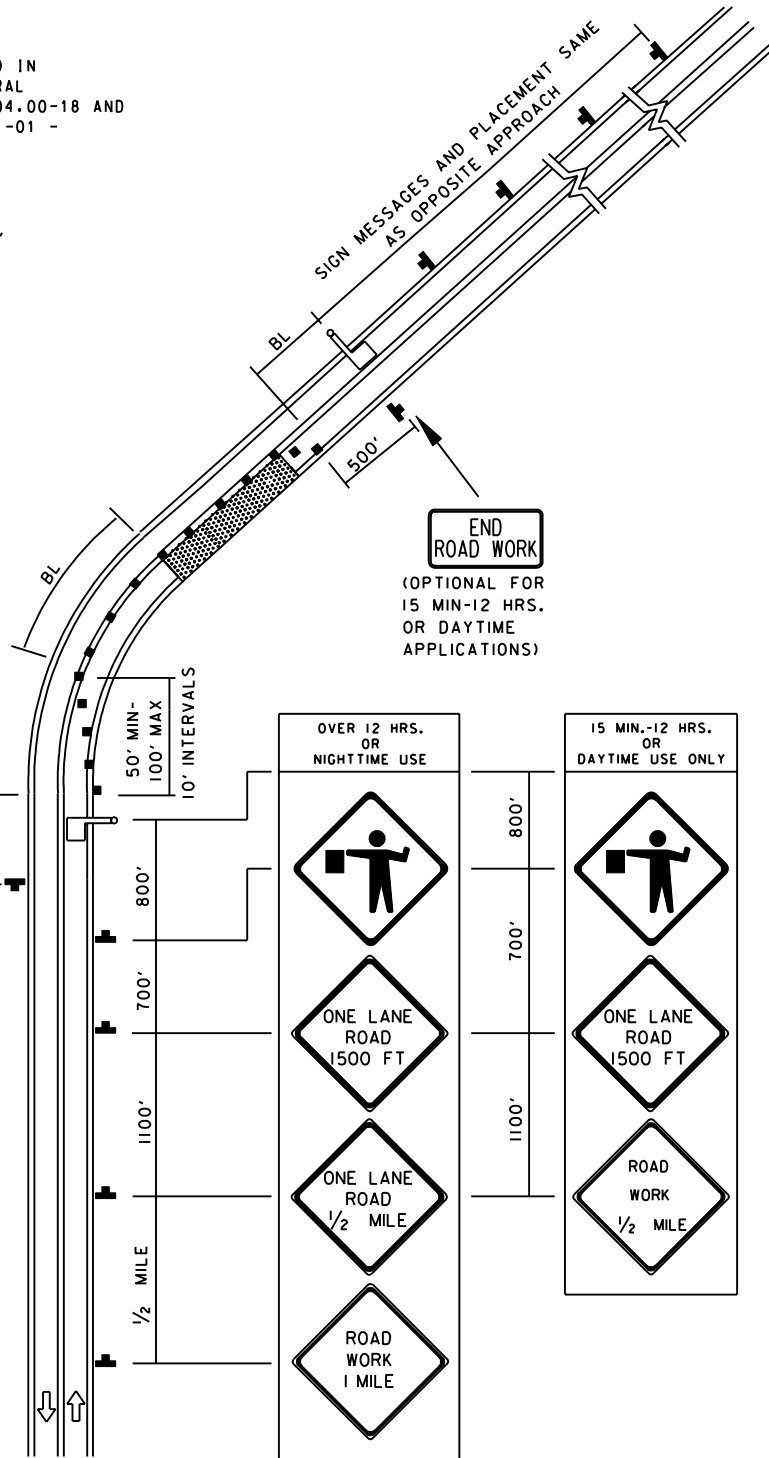 IN
RAL
04.00-18 AND
-01 -
SIGN MESSAGES AND PLACEMENT SAME
AS OPPOSITE APPROACH
BL
500'
END
ROAD WORK
(OPTIONAL FOR
15 MIN-12 HRS.
OR DAYTIME
APPLICATIONS)
BL
50' MIN-
100' MAX
10' INTERVALS
800'
700'
1100'
1/2 MILE
OVER 12 HRS.
OR
NIGHTTIME USE
ONE LANE
ROAD
1500 FT
ONE LANE
ROAD
1/2 MILE
ROAD
WORK
1 MILE
800'
700'
1100'
15 MIN.-12 HRS.
OR
DAYTIME USE ONLY
ONE LANE
ROAD
1500 FT
ROAD
WORK
1/2 MILE